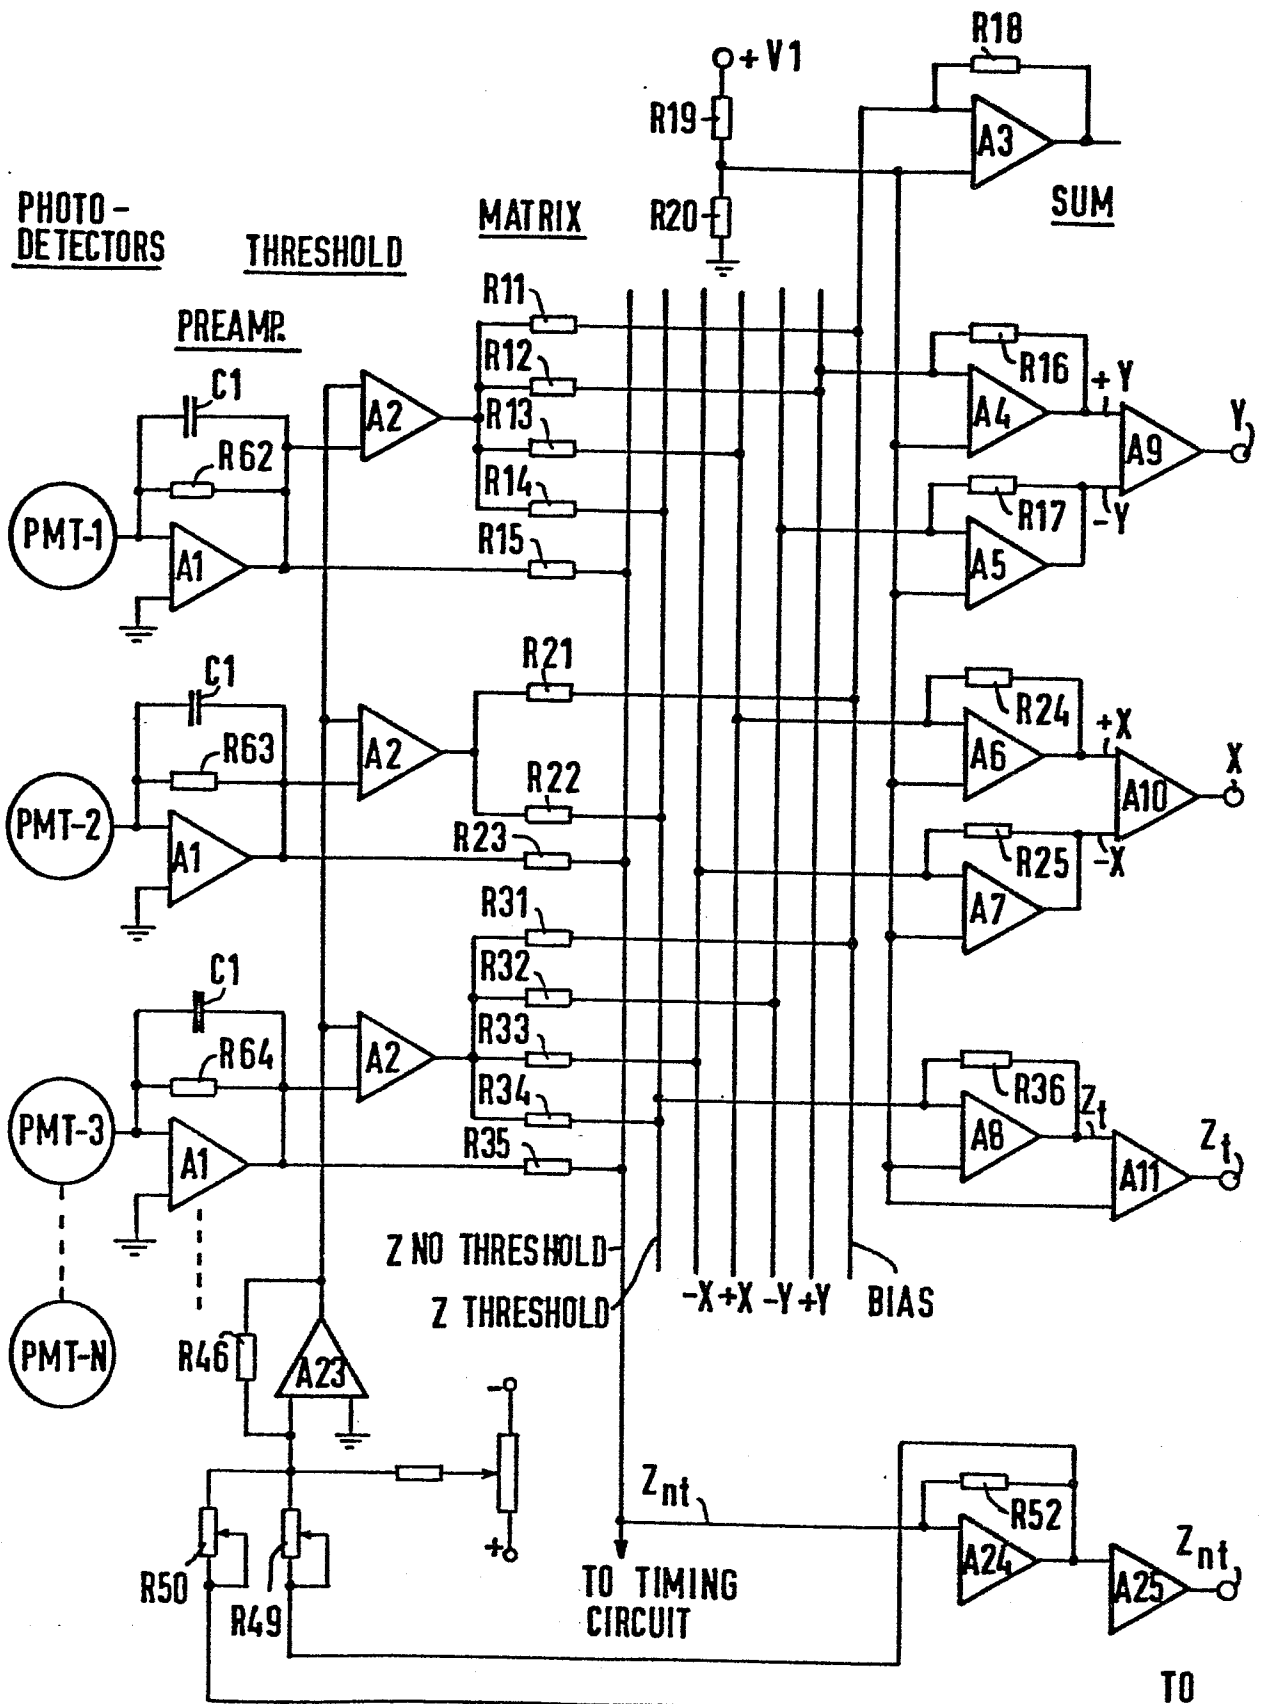 R18
+V1
R19
A3
PHOTO-
DETECTORS
MATRIX
R20
SUM
THRESHOLD
R11
PREAMP.
R12
R16
C1
A2
R13
A4
+Y
Y
R62
A9
R14
R17
-Y
PMT-1
A1
R15
A5
C1
R21
R24
R63
A2
A6
+X
X
R22
A10
PMT-2
A1
R23
R25
-X
R31
A7
C1
R32
R64
A2
R33
R36
R34
Zt
PMT-3
A1
R35
A8
A11
Zt
Z NO THRESHOLD
Z THRESHOLD
-X +X -Y +Y
BIAS
PMT-N
R46
A23
-
Znt
R52
+
A24
Znt
R50
R49
TO TIMING
CIRCUIT
A25
TO